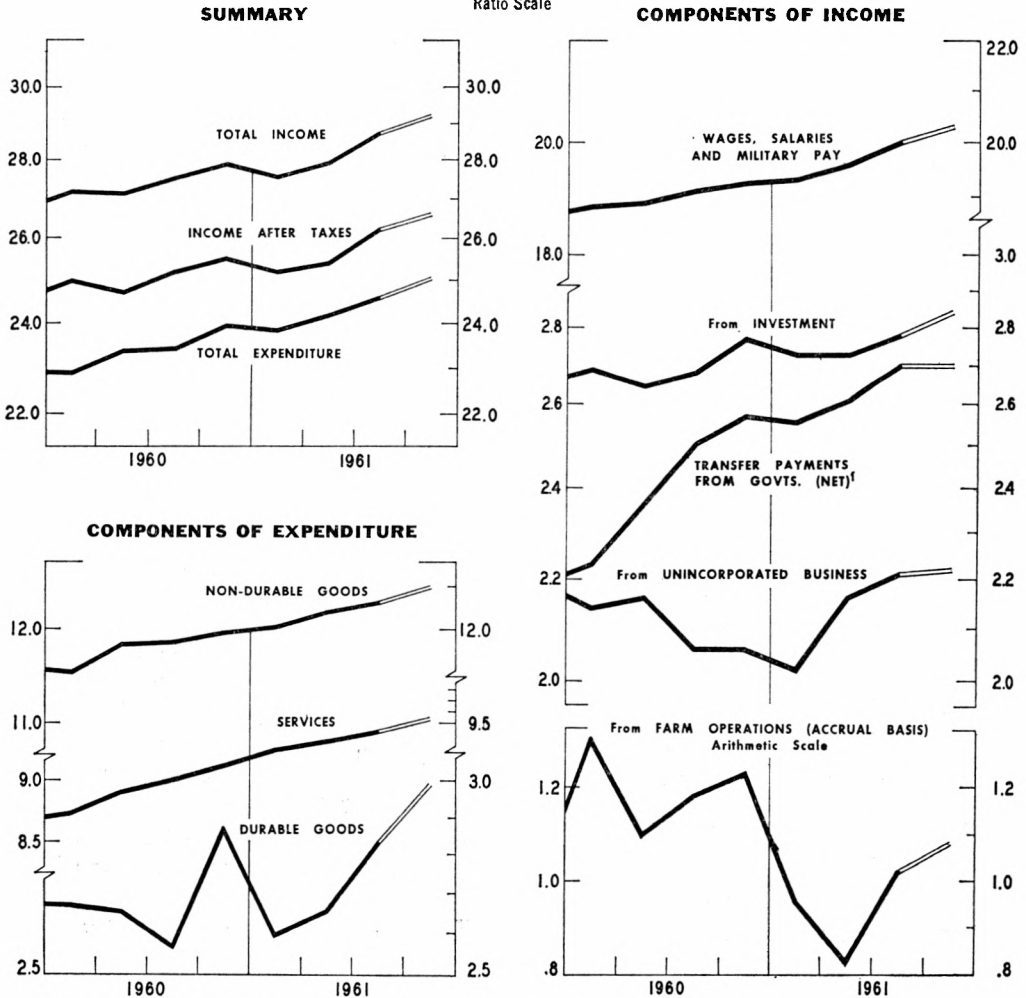 Ratio Scale
SUMMARY
30.0 30.0
TOTAL INCOME
28.0 28.0
INCOME AFTER TAXES
26.0 26.0
24.0 24.0
TOTAL EXPENDITURE
22.0 22.0
1960 1961
COMPONENTS OF EXPENDITURE
NON-DURABLE GOODS
12.0 12.0
11.0 9.5
SERVICES
9.0 3.0
8.5
DURABLE GOODS
2.5 2.5
1960 1961
COMPONENTS OF INCOME
22.0
WAGES, SALARIES
AND MILITARY PAY
20.0 20.0
18.0 3.0
From INVESTMENT
2.8 2.8
2.6 2.6
TRANSFER PAYMENTS
FROM GOVTS. (NET)f
2.4 2.4
From UNINCORPORATED BUSINESS
2.2 2.2
2.0 2.0
From FARM OPERATIONS (ACCRUAL BASIS)
Arithmetic Scale
1.2 1.2
1.0 1.0
.8 .8
1960 1961